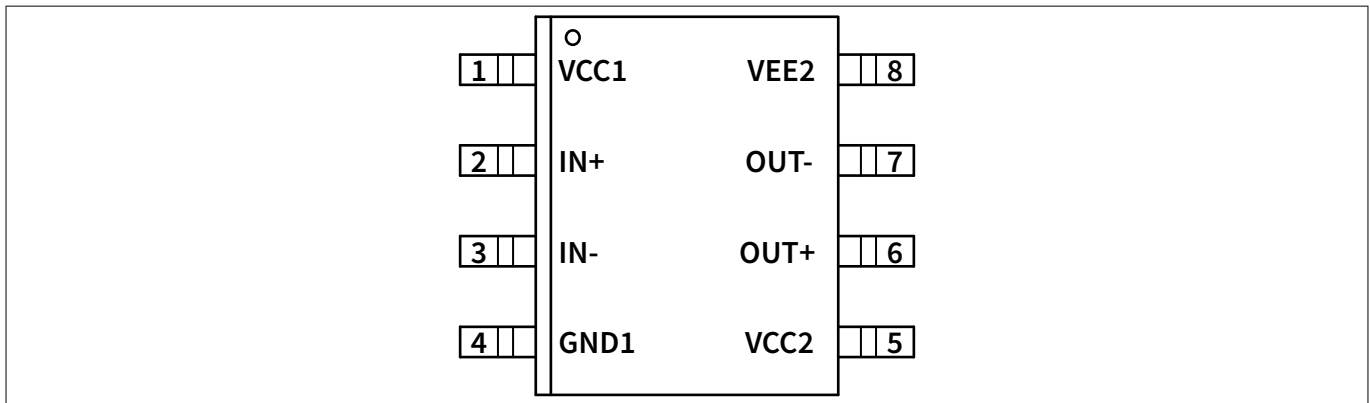 1 VCC1 VEE2 8
2 IN+ OUT- 7
3 IN- OUT+ 6
4 GND1 VCC2 5